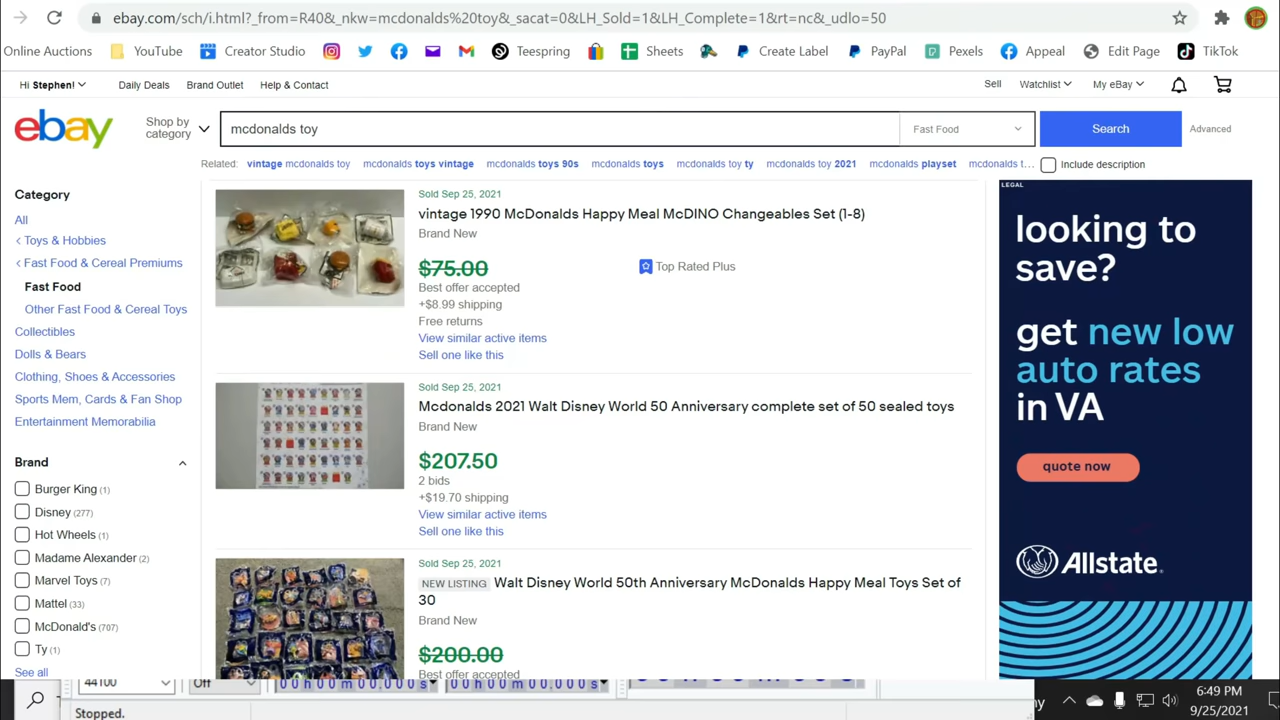 ebay.com/sch/i.html?_from=R40&_nkw=mcdonalds%20toy&_sacat=0&LH_Sold=1&LH_Complete=1&rt=nc&_udlo=50
Online Auctions YouTube Creator Studio Teespring Sheets Create Label PayPal Pexels Appeal Edit Page TikTok
Hi Stephen! Daily Deals Brand Outlet Help & Contact Sell Watchlist My eBay
ebay Shop by category mcdonalds toy Fast Food Search Advanced
Related: vintage mcdonalds toy mcdonalds toys vintage mcdonalds toys 90s mcdonalds toys mcdonalds toy ty mcdonalds toy 2021 mcdonalds playset mcdonalds t... Include description
Category
All
Toys & Hobbies
Fast Food & Cereal Premiums
Fast Food
Other Fast Food & Cereal Toys
Collectibles
Dolls & Bears
Clothing, Shoes & Accessories
Sports Mem, Cards & Fan Shop
Entertainment Memorabilia
Brand
Burger King (1)
Disney (277)
Hot Wheels (1)
Madame Alexander (2)
Marvel Toys (7)
Mattel (33)
McDonald's (707)
Ty (1)
See all
Sold Sep 25, 2021
vintage 1990 McDonalds Happy Meal McDINO Changeables Set (1-8)
Brand New
$75.00 Top Rated Plus
Best offer accepted
+$8.99 shipping
Free returns
View similar active items
Sell one like this
Sold Sep 25, 2021
Mcdonalds 2021 Walt Disney World 50 Anniversary complete set of 50 sealed toys
Brand New
$207.50
2 bids
+$19.70 shipping
View similar active items
Sell one like this
Sold Sep 25, 2021
NEW LISTING Walt Disney World 50th Anniversary McDonalds Happy Meal Toys Set of
30
Brand New
$200.00
Best offer accepted
LEGAL
looking to
save?
get new low
auto rates
in VA
quote now
Allstate.
44100 Off 00h00m00.000s 00h00m00.000s
Stopped.
6:49 PM
9/25/2021